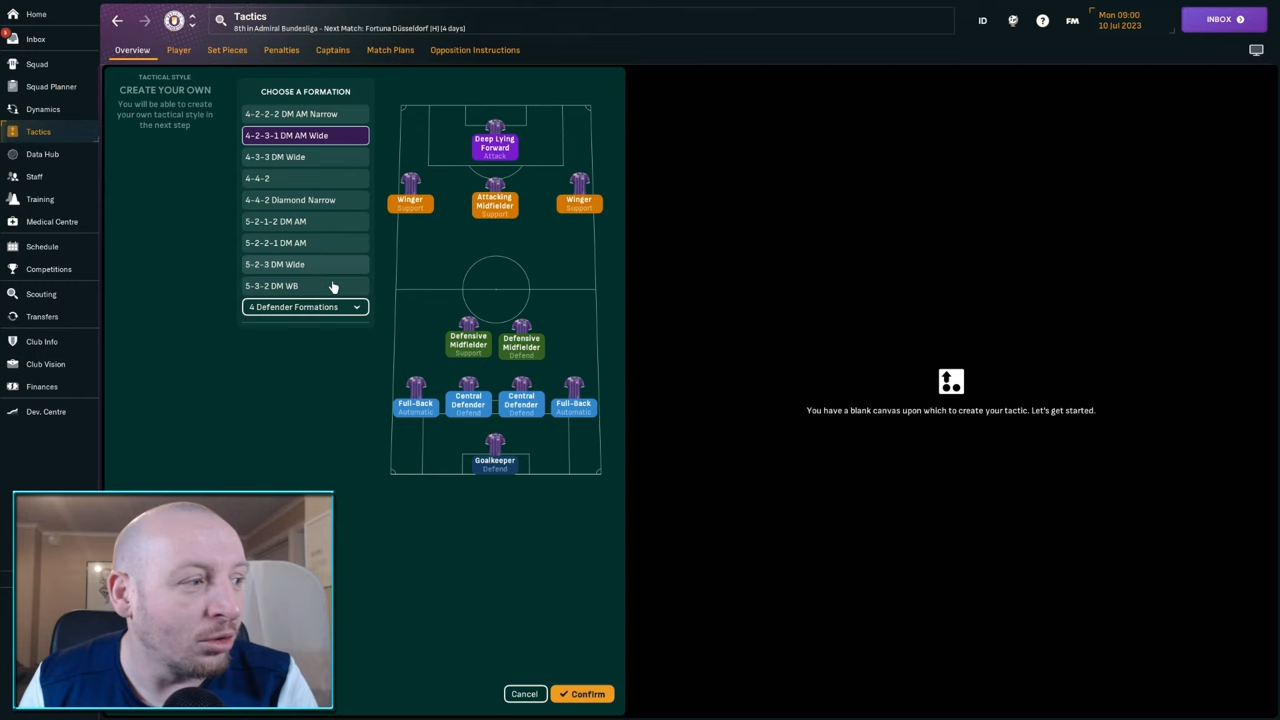 Home
5
Inbox
Squad
Squad Planner
Dynamics
Tactics
Data Hub
Staff
Training
Medical Centre
Schedule
Competitions
Scouting
Transfers
Club Info
Club Vision
Finances
Dev. Centre
Tactics
8th in Admiral Bundesliga - Next Match: Fortuna Düsseldorf (H) (4 days)
ID
?
FM
Mon 09:00
10 Jul 2023
INBOX
Overview
Player
Set Pieces
Penalties
Captains
Match Plans
Opposition Instructions
TACTICAL STYLE
CREATE YOUR OWN
You will be able to create
your own tactical style in
the next step
CHOOSE A FORMATION
4-2-2-2 DM AM Narrow
4-2-3-1 DM AM Wide
4-3-3 DM Wide
4-4-2
4-4-2 Diamond Narrow
5-2-1-2 DM AM
5-2-2-1 DM AM
5-2-3 DM Wide
5-3-2 DM WB
4 Defender Formations
Deep Lying
Forward
Attack
Winger
Support
Attacking
Midfielder
Support
Winger
Support
Defensive
Midfielder
Support
Defensive
Midfielder
Defend
Full-Back
Automatic
Central
Defender
Defend
Central
Defender
Defend
Full-Back
Automatic
Goalkeeper
Defend
You have a blank canvas upon which to create your tactic. Let's get started.
Cancel
Confirm